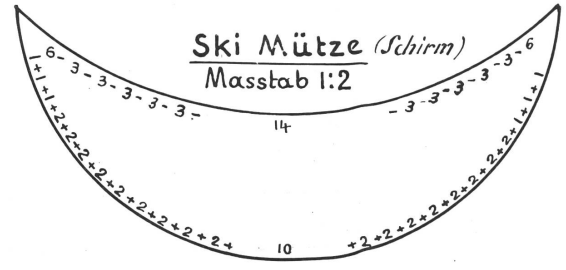 Ski Mütze (Schirm)
Masstab 1:2
- 6 - 3 - 3 - 3 - 3 - 3 -
- 3 - 3 - 3 - 3 - 3 - 6
14
1+1+1+2+2+2+2+2+2+2+2+2+2+
10
+2+2+2+2+2+2+2+2+2+2+1+1+1